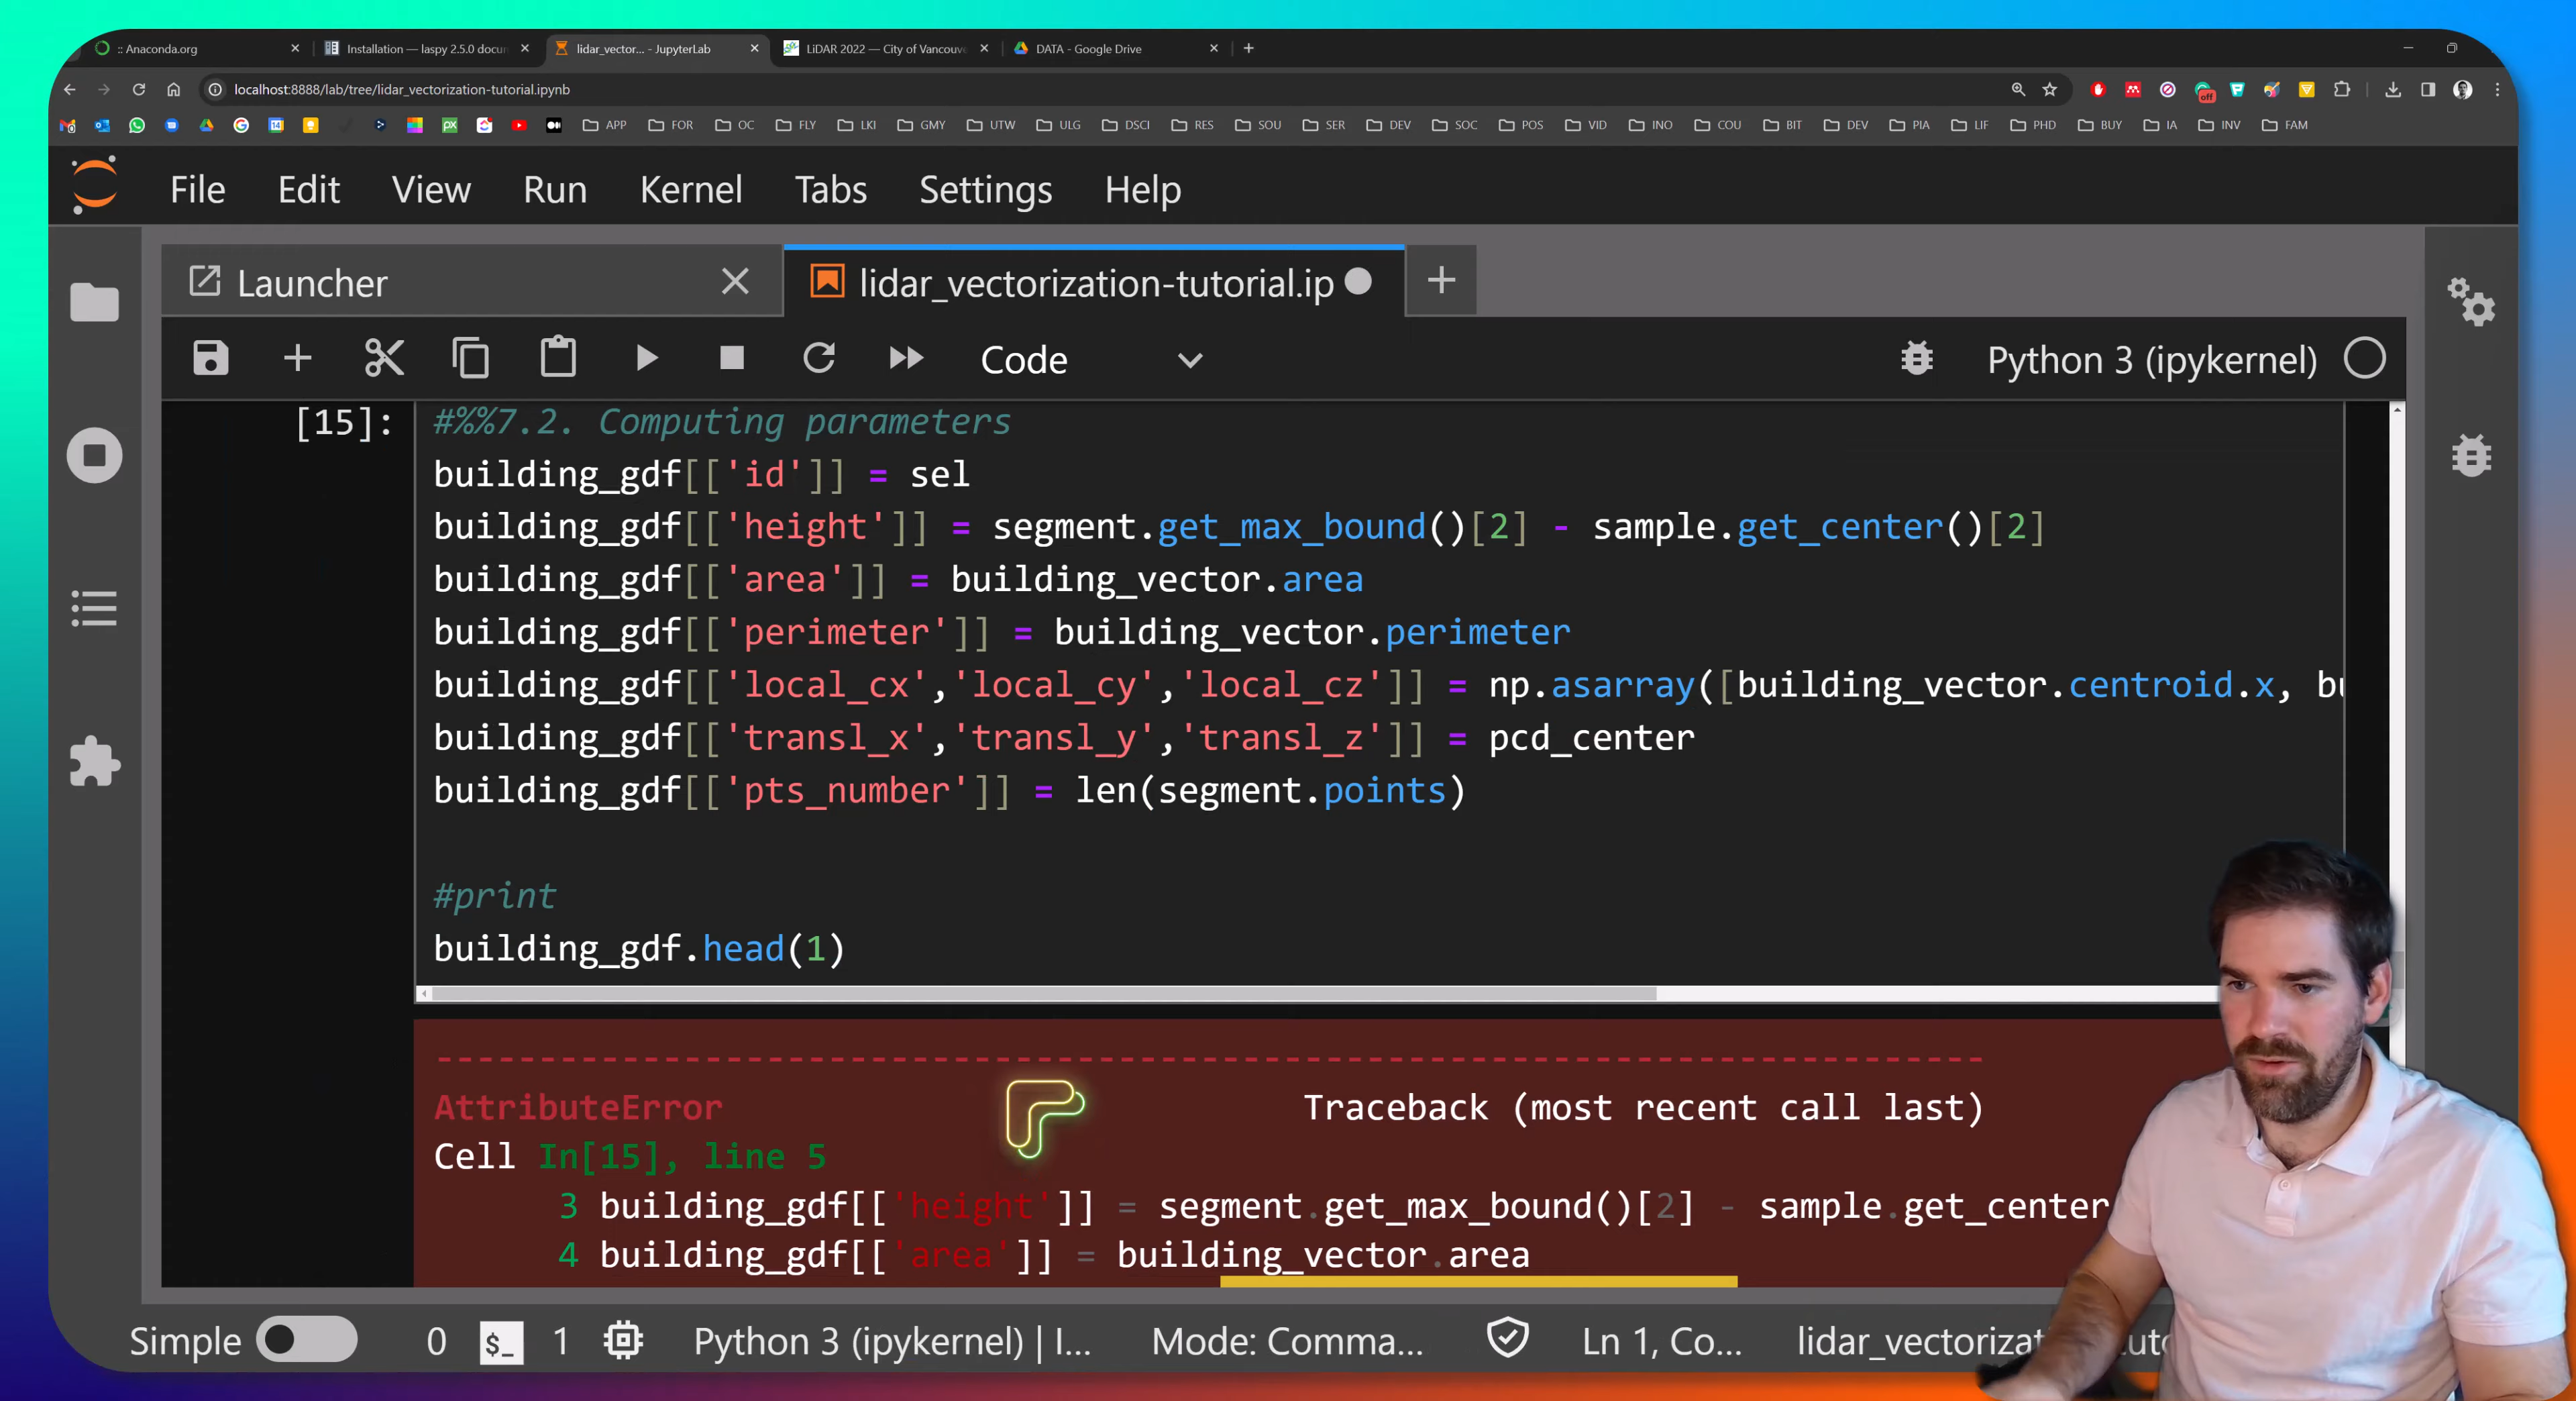 :: Anaconda.org
Installation — laspy 2.5.0 docun
lidar_vector... - JupyterLab
LiDAR 2022 — City of Vancouve
DATA - Google Drive
localhost:8888/lab/tree/lidar_vectorization-tutorial.ipynb
off
14
APP FOR OC FLY LKI GMY UTW ULG DSCI RES SOU SER DEV SOC POS VID INO COU BIT DEV PIA LIF PHD BUY IA INV FAM
File Edit View Run Kernel Tabs Settings Help
Launcher
lidar_vectorization-tutorial.ip
Code
Python 3 (ipykernel)
[15]:
#%%7.2. Computing parameters
building_gdf[['id']] = sel
building_gdf[['height']] = segment.get_max_bound()[2] - sample.get_center()[2]
building_gdf[['area']] = building_vector.area
building_gdf[['perimeter']] = building_vector.perimeter
building_gdf[['local_cx','local_cy','local_cz']] = np.asarray([building_vector.centroid.x, bu
building_gdf[['transl_x','transl_y','transl_z']] = pcd_center
building_gdf[['pts_number']] = len(segment.points)
#print
building_gdf.head(1)
---------------------------------------------------------------------------
AttributeError Traceback (most recent call last)
Cell In[15], line 5
3 building_gdf[['height']] = segment.get_max_bound()[2] - sample.get_center
4 building_gdf[['area']] = building_vector.area
Simple 0 $_ 1 Python 3 (ipykernel) | I... Mode: Comma... Ln 1, Co... lidar_vectorizati